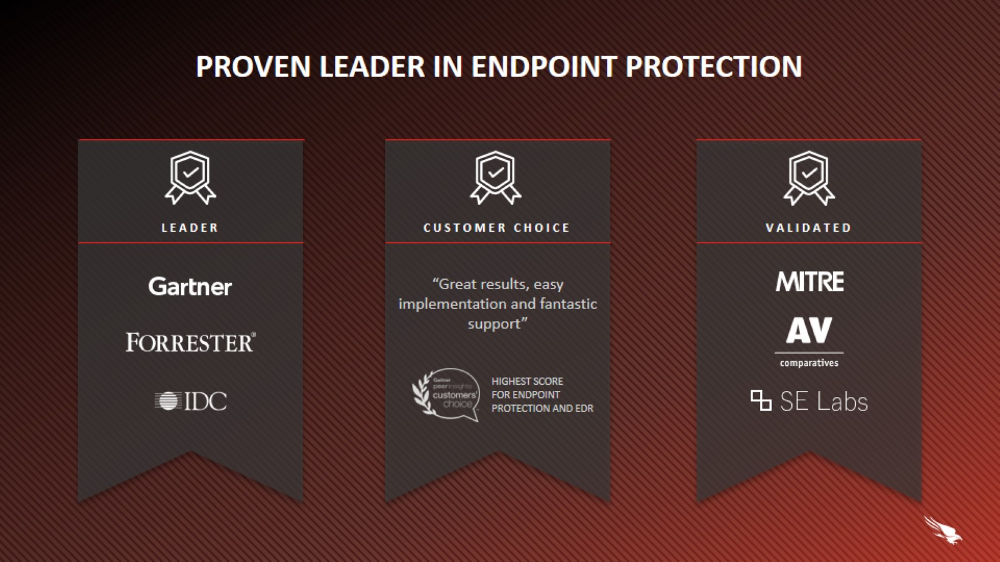 PROVEN LEADER IN ENDPOINT PROTECTION
LEADER
Gartner
FORRESTER®
IDC
CUSTOMER CHOICE
“Great results, easy
implementation and fantastic
support”
Gartner
peerinsights
customers'
choice
HIGHEST SCORE
FOR ENDPOINT
PROTECTION AND EDR
VALIDATED
MITRE
AV
comparatives
SE Labs